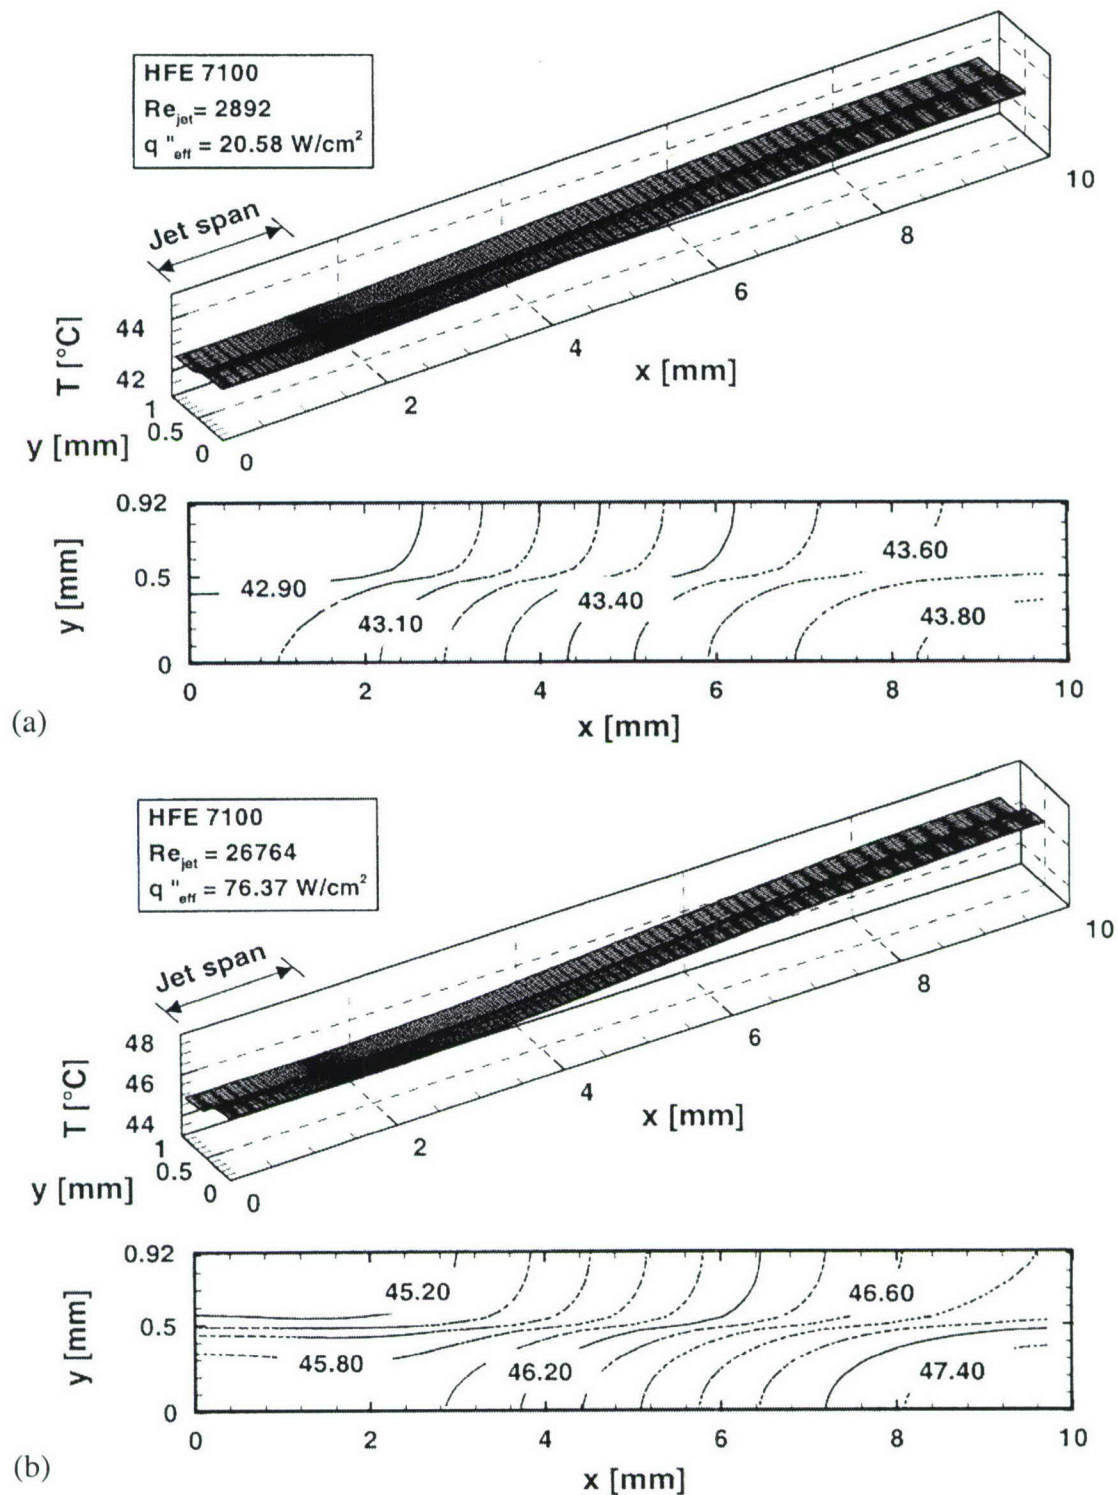 HFE 7100
Re_jet = 2892
q "_eff = 20.58 W/cm²
Jet span
44
42
T [°C]
1
0.5
0
y [mm]
0
2
4
6
8
10
x [mm]
0.92
0.5
0
y [mm]
42.90
43.10
43.40
43.60
43.80
0 2 4 6 8 10
x [mm]
(a)
HFE 7100
Re_jet = 26764
q "_eff = 76.37 W/cm²
Jet span
48
46
44
T [°C]
1
0.5
0
y [mm]
0
2
4
6
8
10
x [mm]
0.92
0.5
0
y [mm]
45.20
45.80
46.20
46.60
47.40
0 2 4 6 8 10
x [mm]
(b)